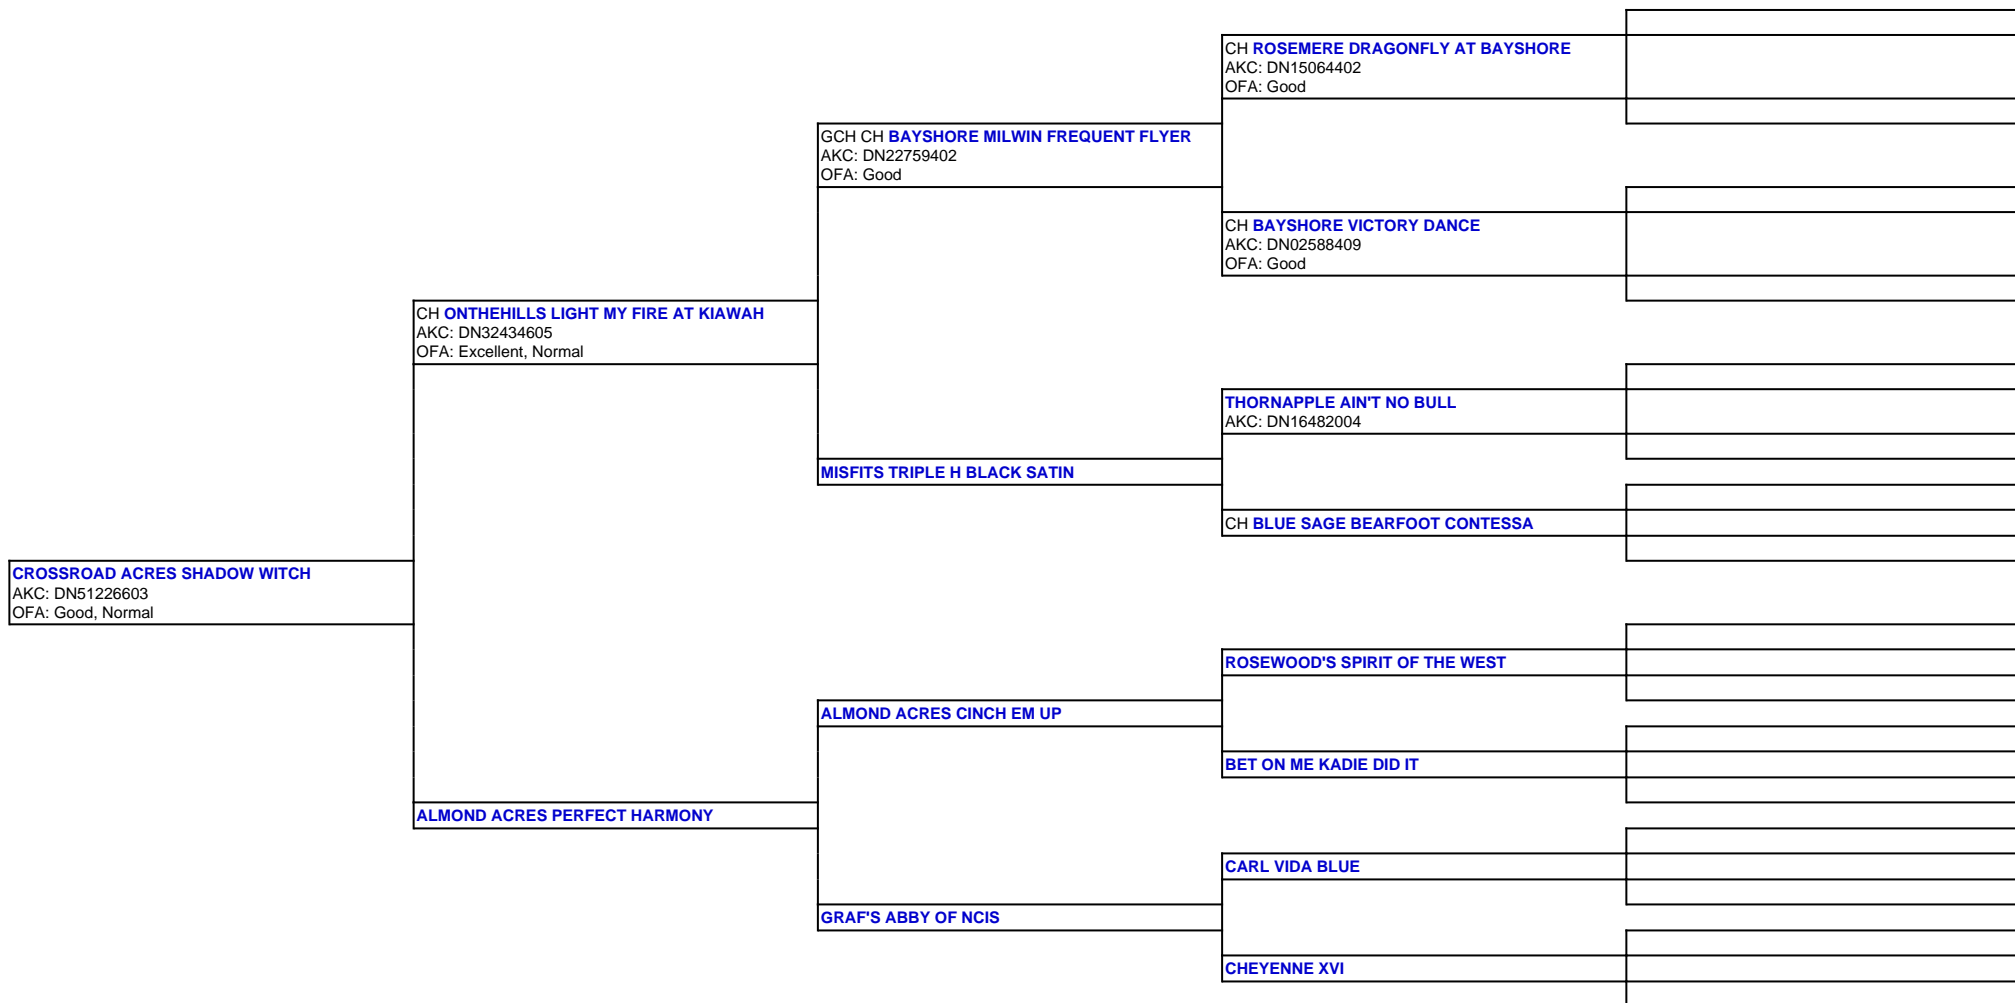 CH ROSEMERE DRAGONFLY AT BAYSHORE
AKC: DN15064402
OFA: Good
GCH CH BAYSHORE MILWIN FREQUENT FLYER
AKC: DN22759402
OFA: Good
CH BAYSHORE VICTORY DANCE
AKC: DN02588409
OFA: Good
CH ONTHEHILLS LIGHT MY FIRE AT KIAWAH
AKC: DN32434605
OFA: Excellent, Normal
THORNAPPLE AIN'T NO BULL
AKC: DN16482004
MISFITS TRIPLE H BLACK SATIN
CH BLUE SAGE BEARFOOT CONTESSA
CROSSROAD ACRES SHADOW WITCH
AKC: DN51226603
OFA: Good, Normal
ROSEWOOD'S SPIRIT OF THE WEST
ALMOND ACRES CINCH EM UP
BET ON ME KADIE DID IT
ALMOND ACRES PERFECT HARMONY
CARL VIDA BLUE
GRAF'S ABBY OF NCIS
CHEYENNE XVI